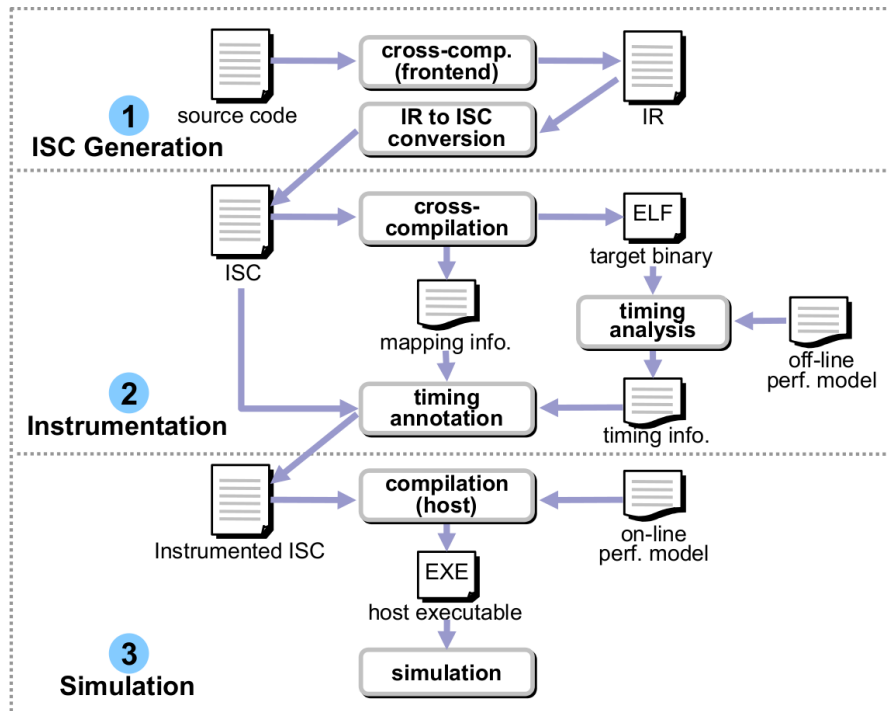 cross-comp.
(frontend)
source code
IR
1
ISC Generation
IR to ISC
conversion
ISC
cross-
compilation
ELF
target binary
mapping info.
timing
analysis
off-line
perf. model
2
Instrumentation
timing
annotation
timing info.
Instrumented ISC
compilation
(host)
on-line
perf. model
EXE
host executable
3
Simulation
simulation